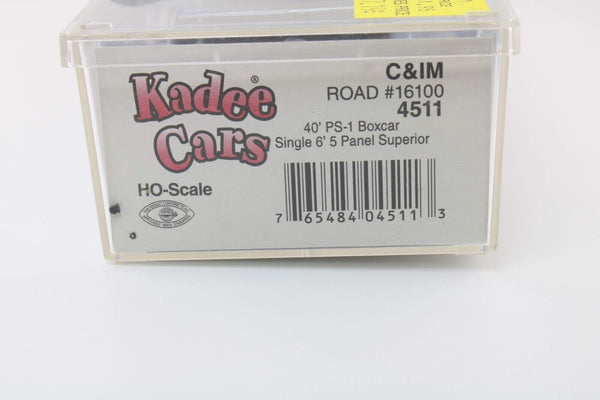 Kadee®
Cars
HO-Scale
C&IM
ROAD #16100
4511
40' PS-1 Boxcar
Single 6' 5 Panel Superior
7 65484 04511 3